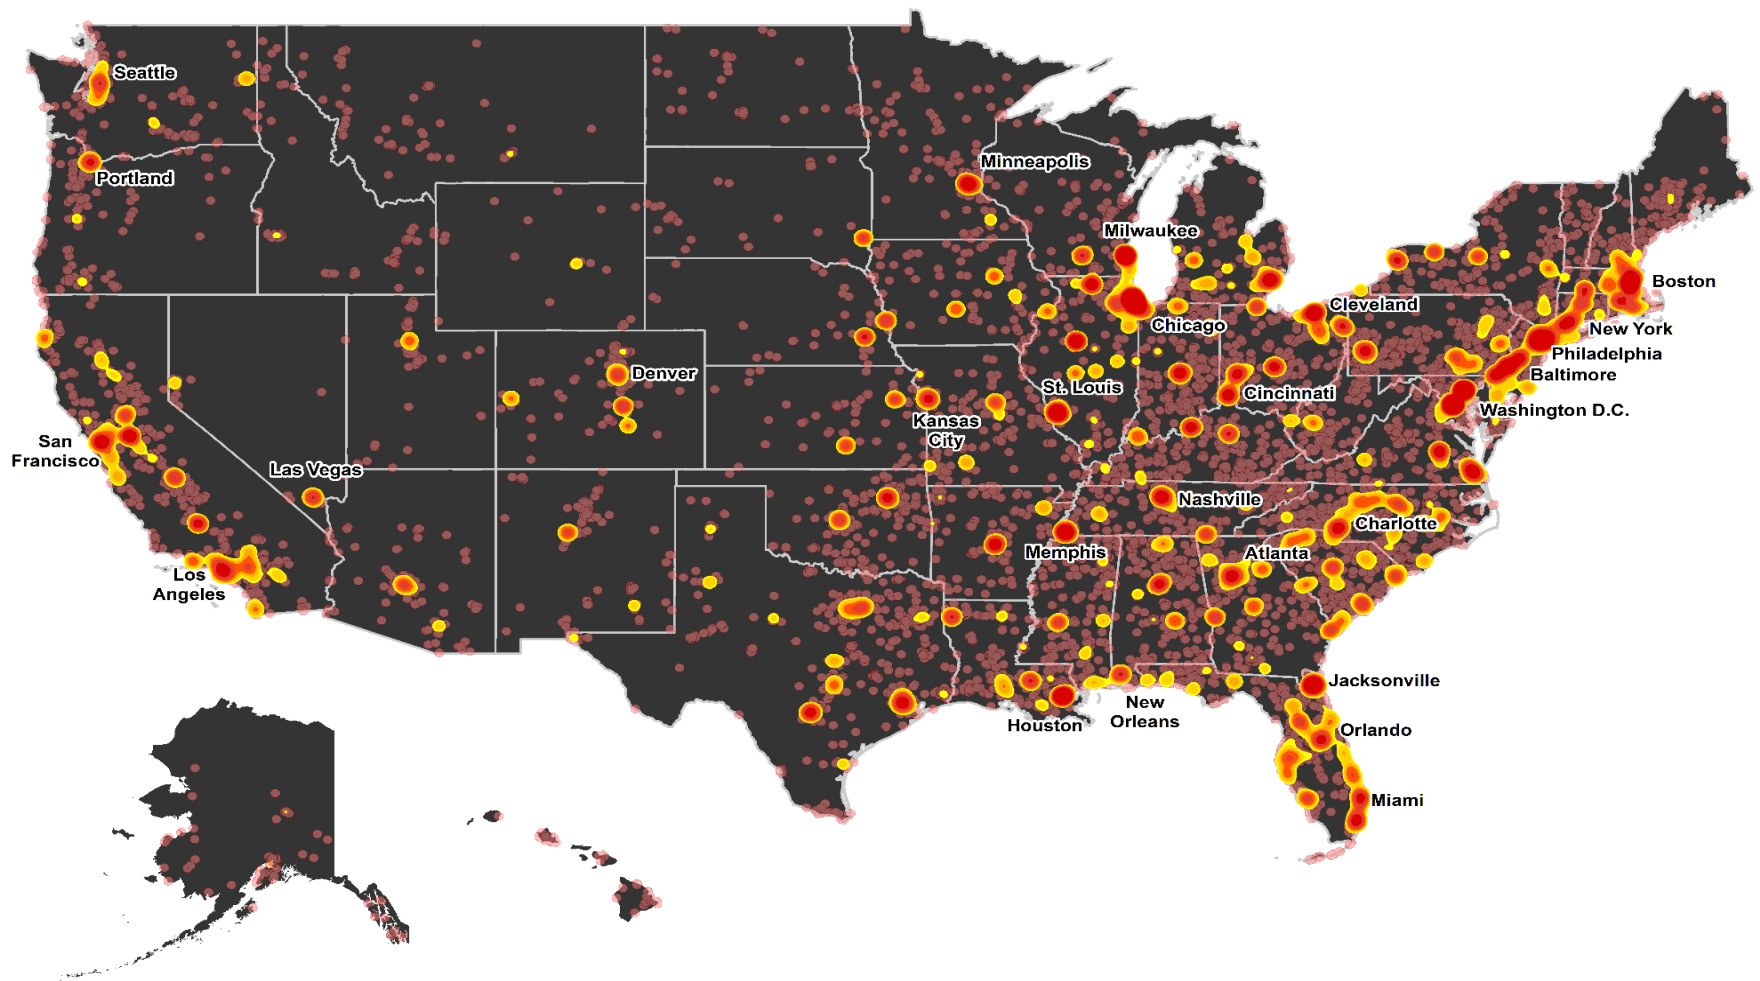 Seattle
Portland
Minneapolis
Milwaukee
Boston
Cleveland
Chicago
New York
Philadelphia
Denver
Baltimore
St. Louis
Cincinnati
Washington D.C.
Kansas
City
San
Francisco
Las Vegas
Nashville
Charlotte
Memphis
Atlanta
Los
Angeles
Jacksonville
New
Orleans
Houston
Orlando
Miami